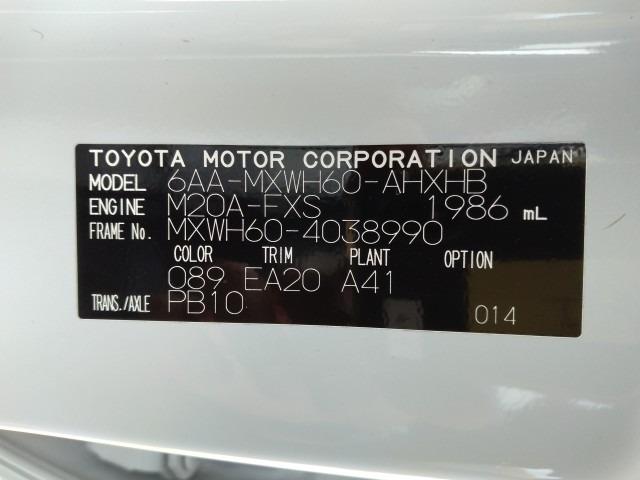 TOYOTA MOTOR CORPORATION JAPAN
MODEL 6AA-MXWH60-AHXHB
ENGINE M20A-FXS 1986 mL
FRAME No. MXWH60-4038990
COLOR TRIM PLANT OPTION
089 EA20 A41
TRANS./AXLE PB10
014